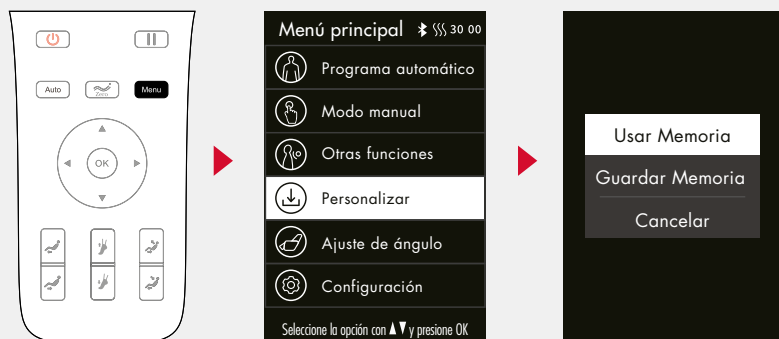 Auto
Zero
Menu
OK
Menú principal 30 00
Programa automático
Modo manual
Otras funciones
Personalizar
Ajuste de ángulo
Configuración
Seleccione la opción con ▲▼ y presione OK
Usar Memoria
Guardar Memoria
Cancelar